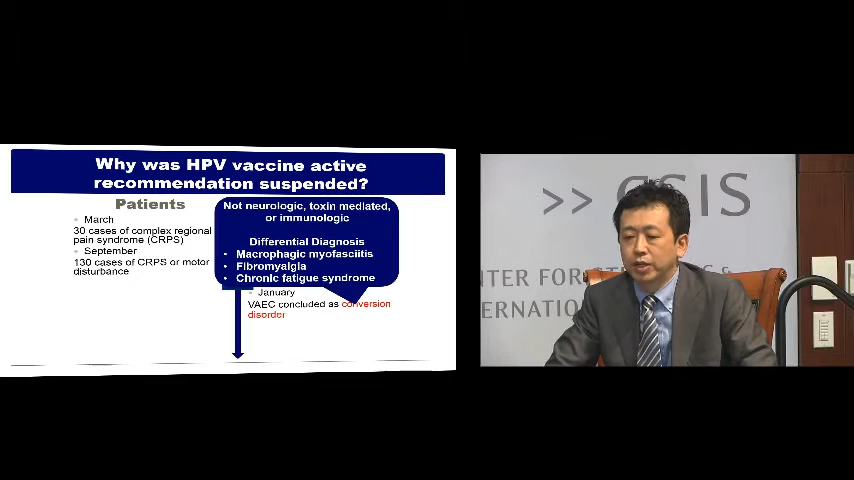 Why was HPV vaccine active
recommendation suspended?
Patients
March
30 cases of complex regional
pain syndrome (CRPS)
September
130 cases of CRPS or motor
disturbance
Not neurologic, toxin mediated,
or immunologic
Differential Diagnosis
• Macrophagic myofasciitis
• Fibromyalgia
• Chronic fatigue syndrome
January
VAEC concluded as conversion
disorder
>> CSIS
NTER FOR
ERNATION